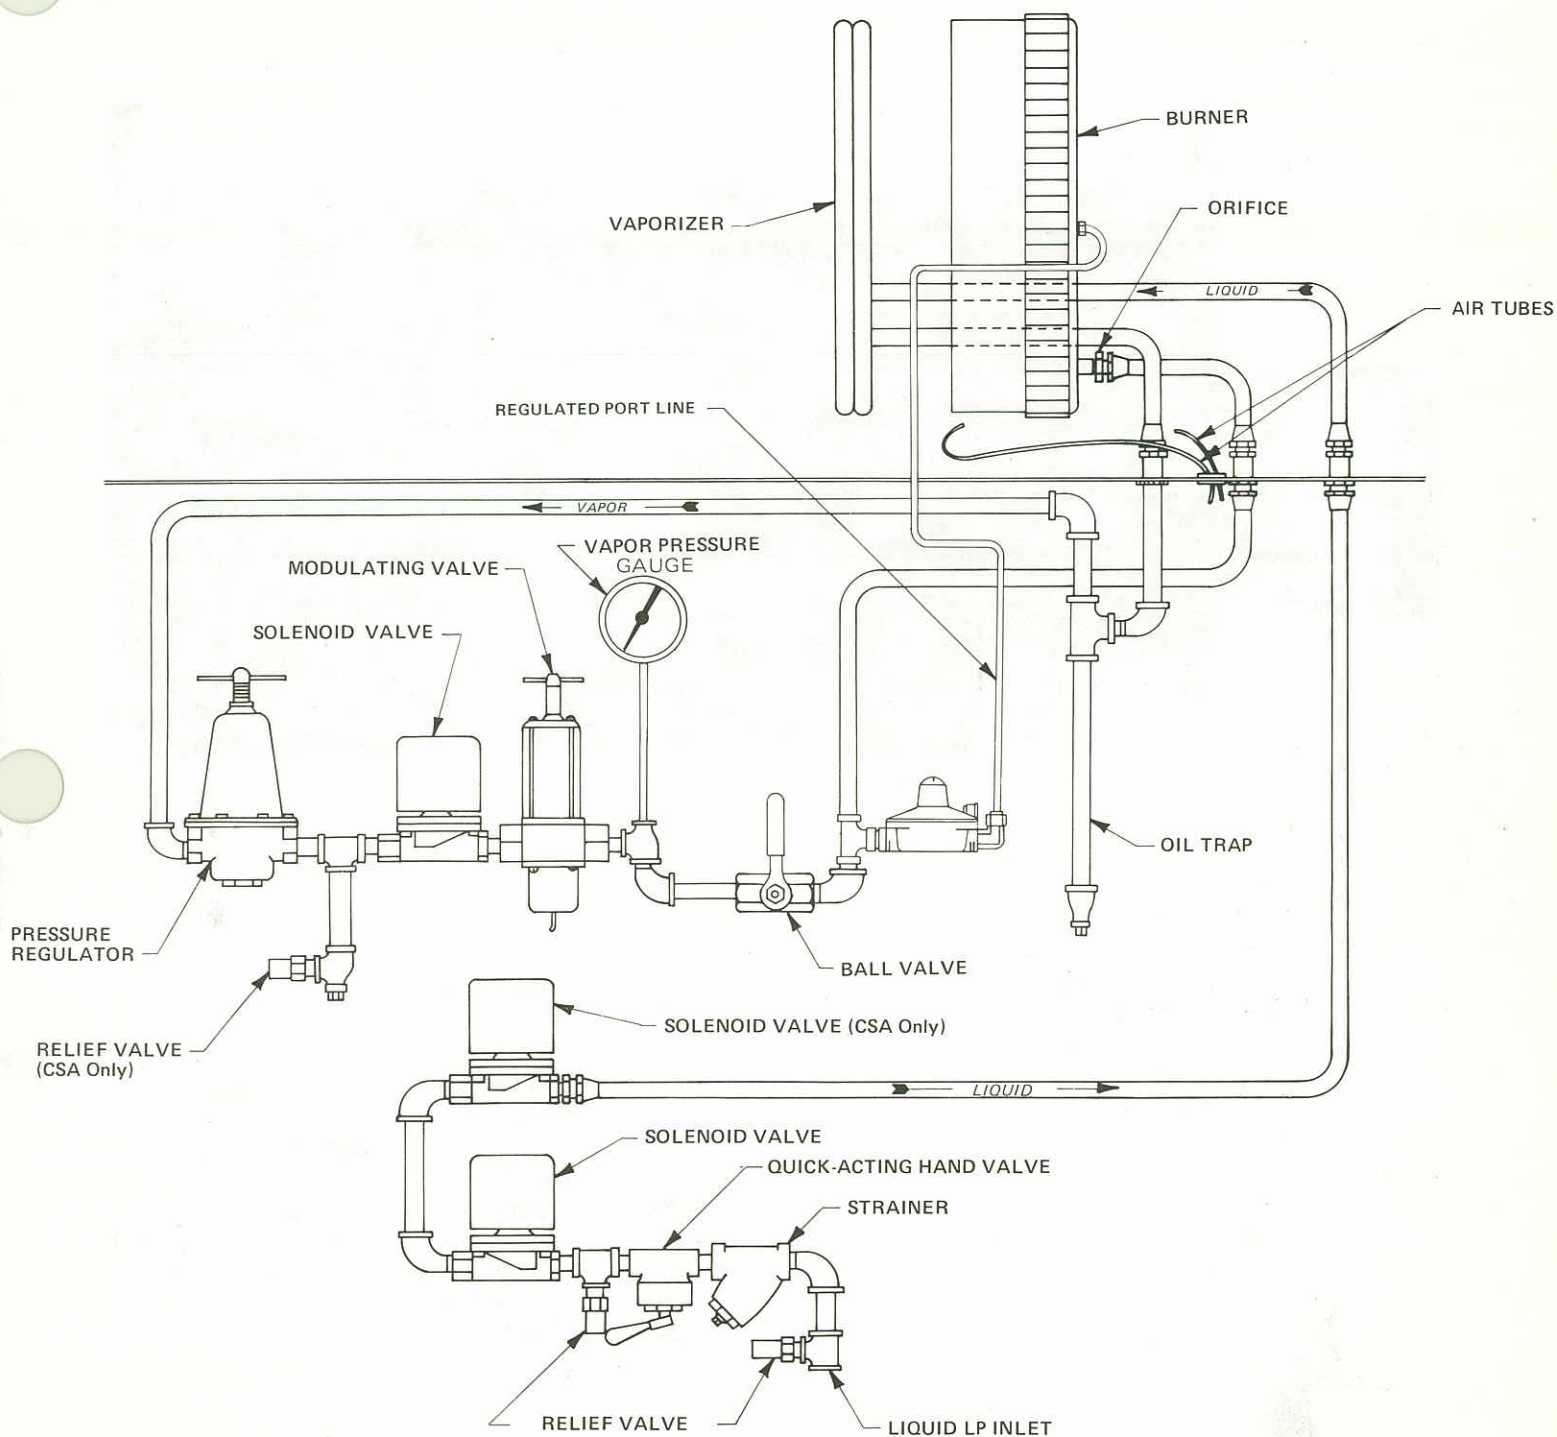 BURNER
ORIFICE
VAPORIZER
LIQUID
AIR TUBES
REGULATED PORT LINE
VAPOR
VAPOR PRESSURE
GAUGE
MODULATING VALVE
SOLENOID VALVE
OIL TRAP
PRESSURE
REGULATOR
BALL VALVE
SOLENOID VALVE (CSA Only)
RELIEF VALVE
(CSA Only)
LIQUID
SOLENOID VALVE
QUICK-ACTING HAND VALVE
STRAINER
RELIEF VALVE
LIQUID LP INLET